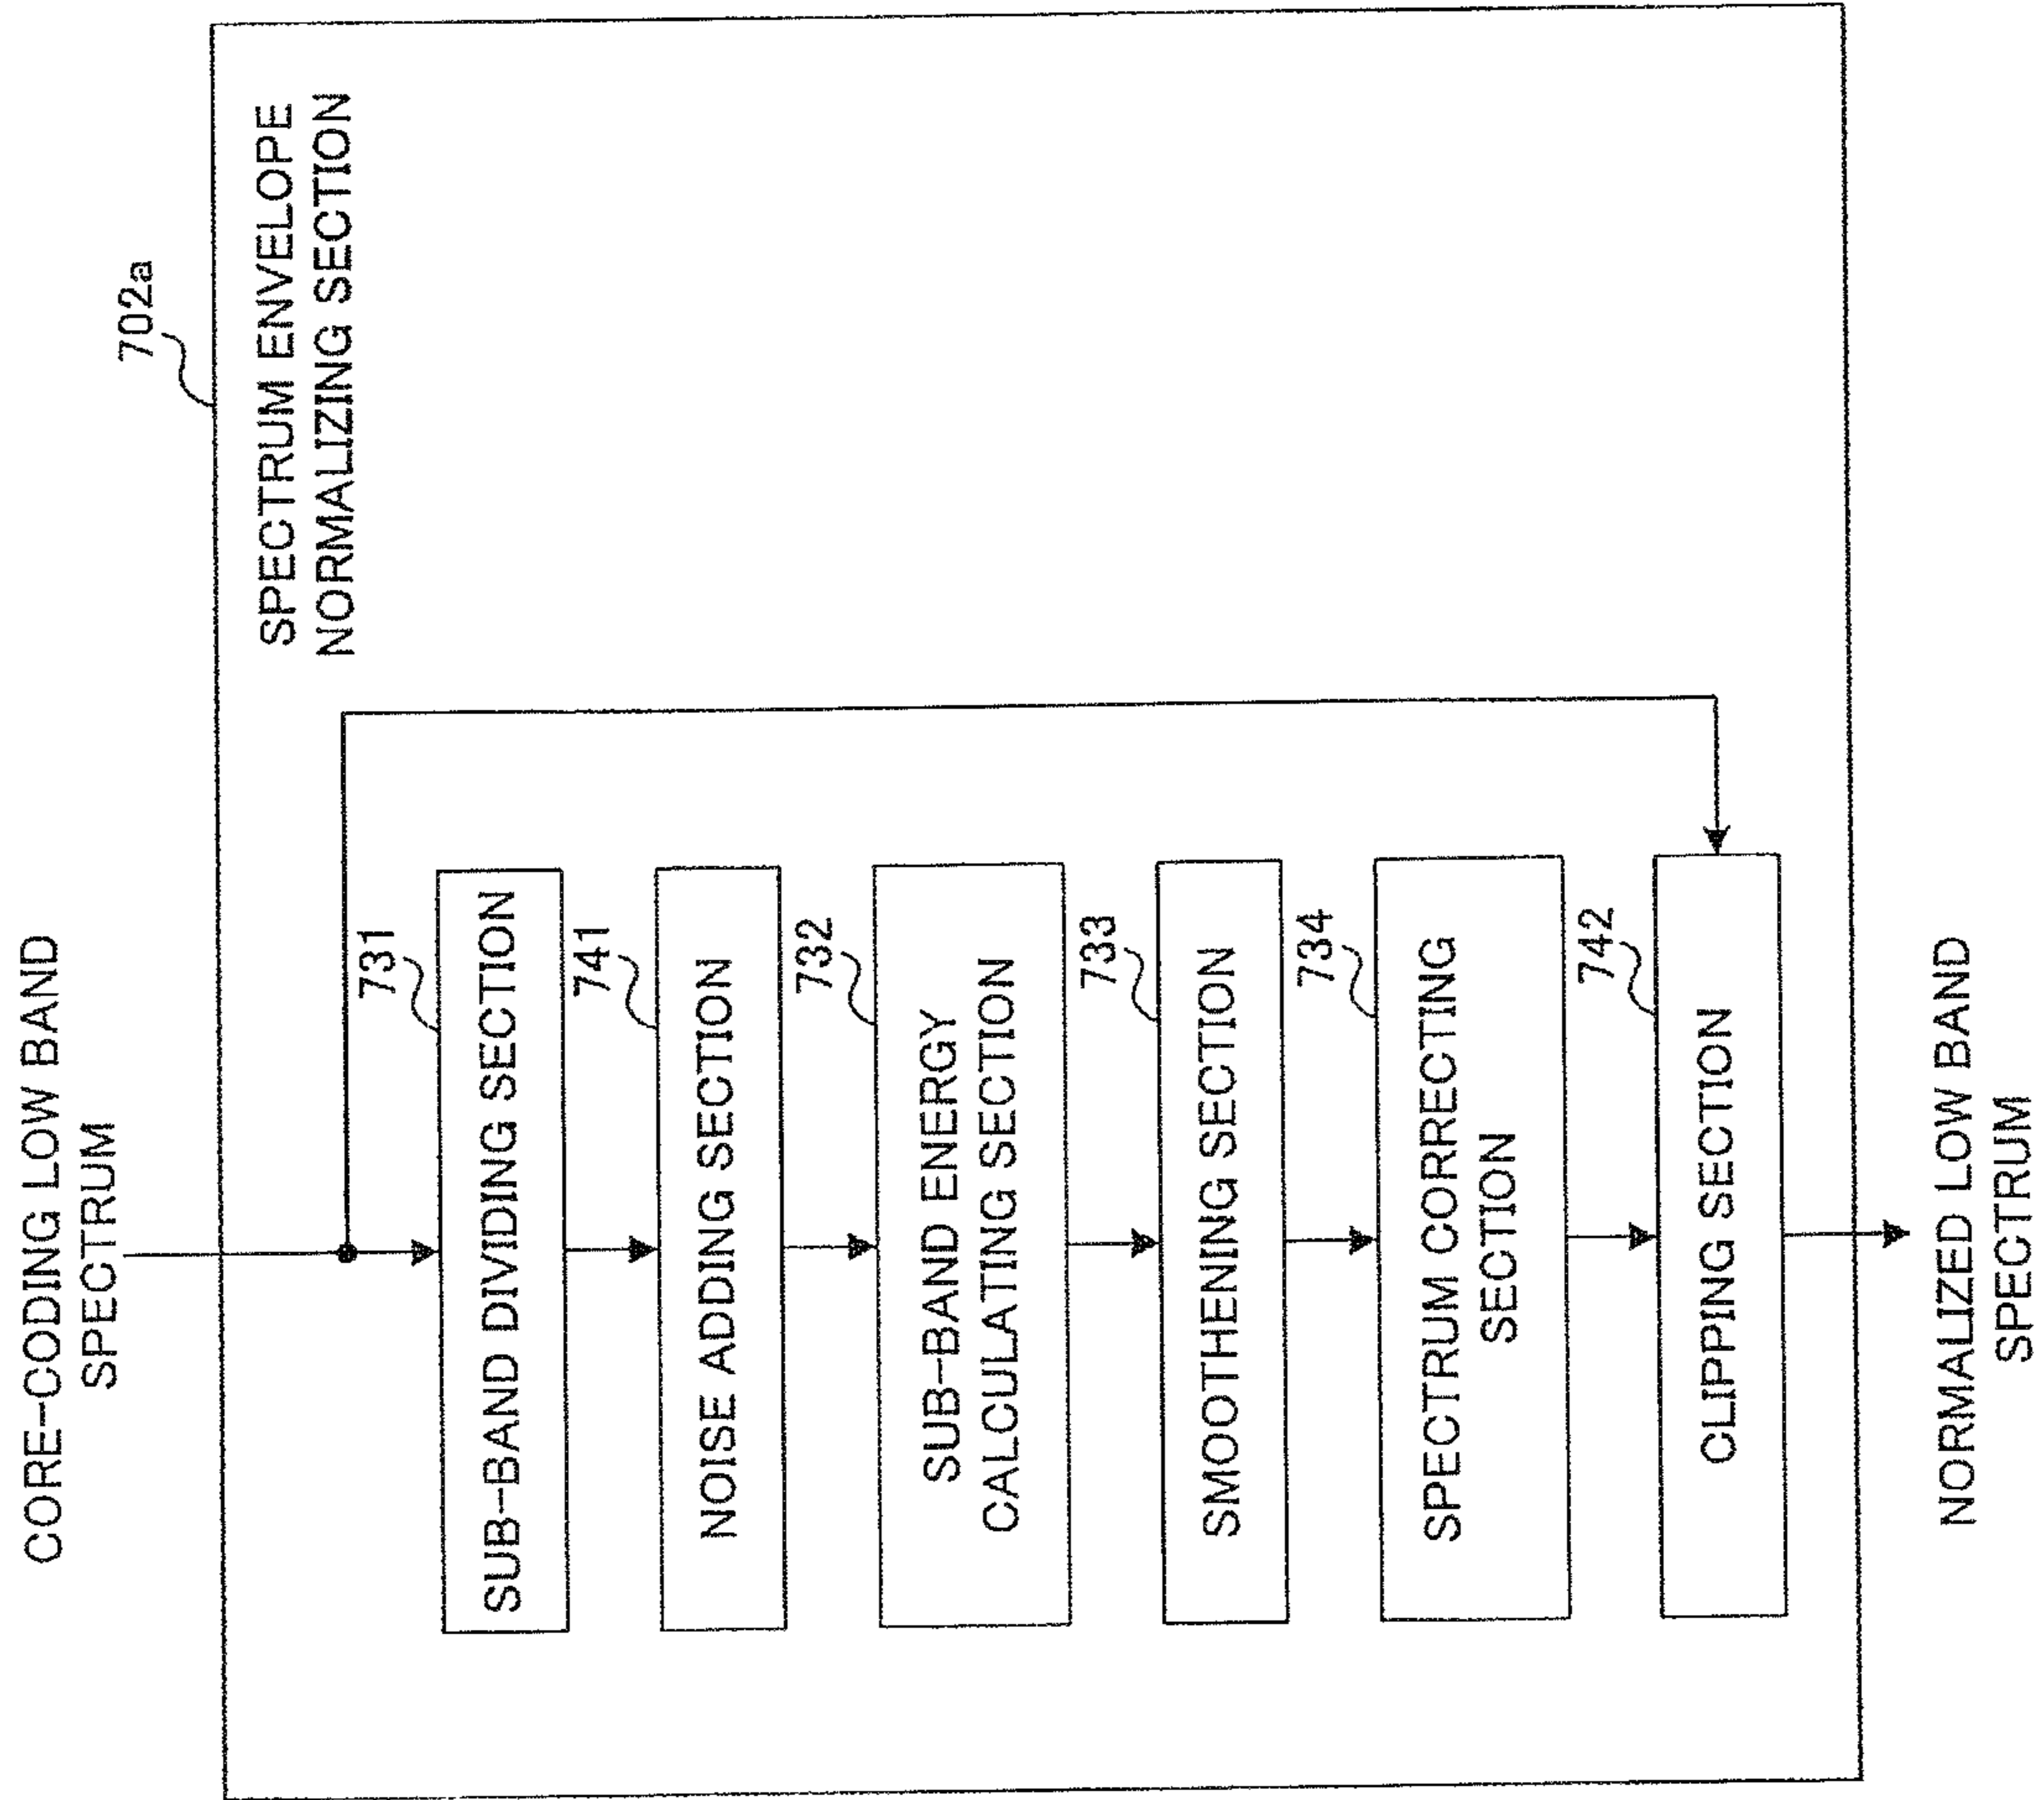 CORE-CODING LOW BAND
SPECTRUM
702a
SPECTRUM ENVELOPE
NORMALIZING SECTION
731
SUB-BAND DIVIDING SECTION
741
NOISE ADDING SECTION
732
SUB-BAND ENERGY
CALCULATING SECTION
733
SMOOTHENING SECTION
734
SPECTRUM CORRECTING
SECTION
742
CLIPPING SECTION
NORMALIZED LOW BAND
SPECTRUM